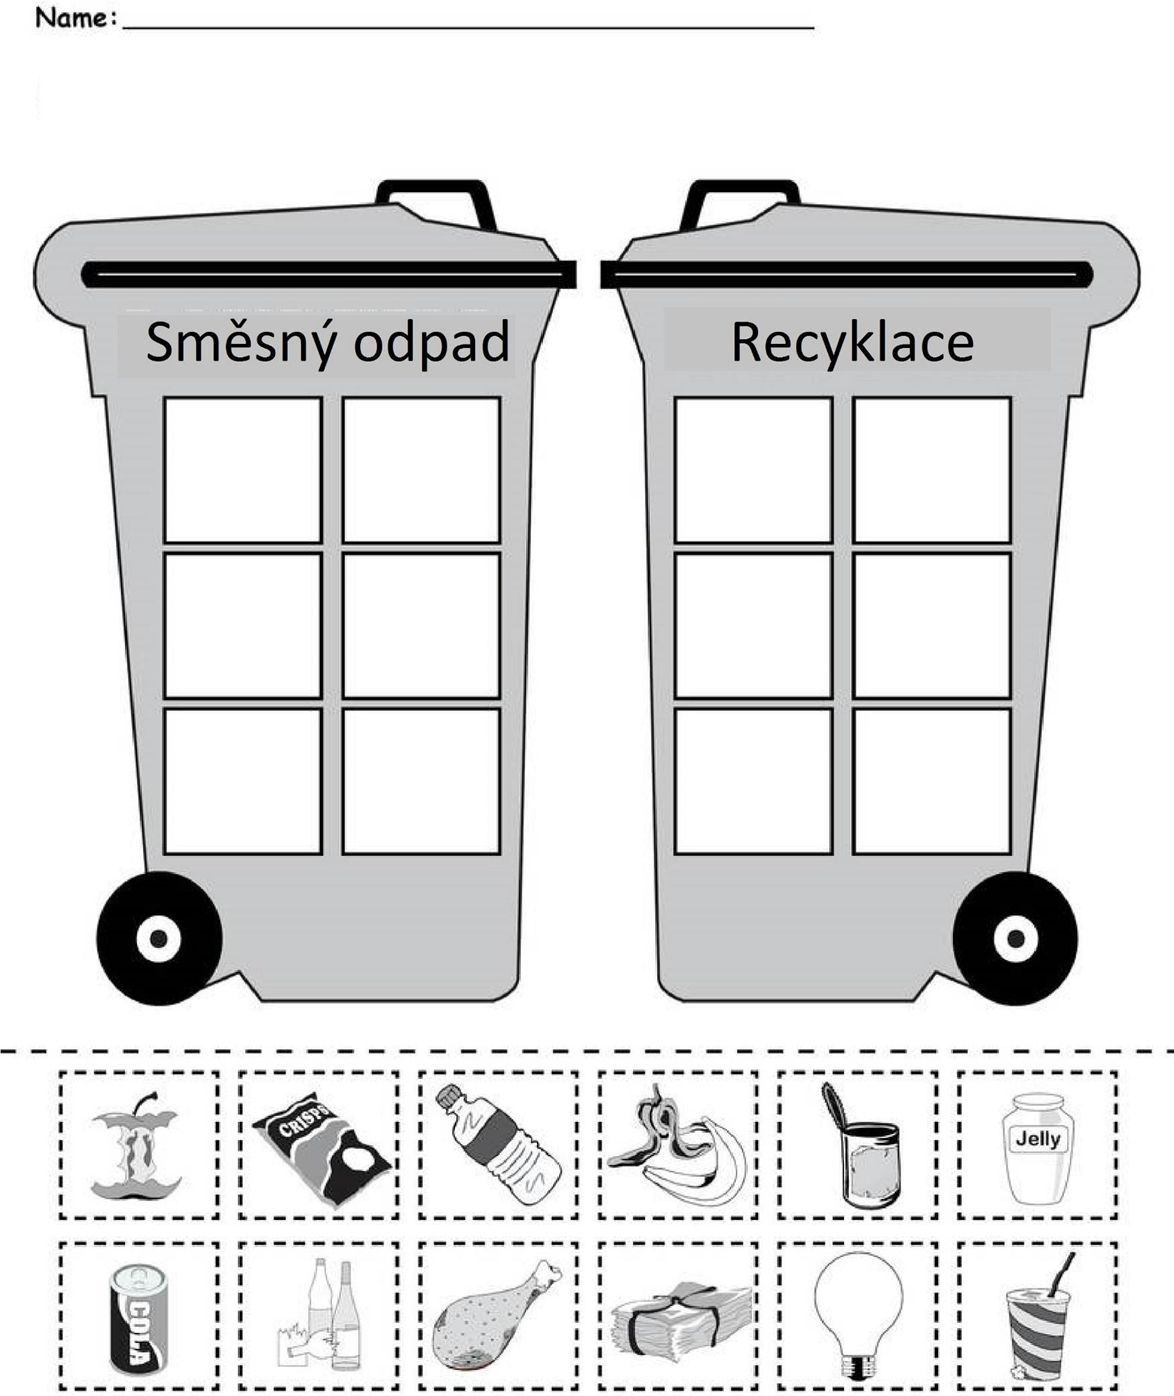 Name:
Směsný odpad
Recyklace
CRISPS
Jelly
COLA